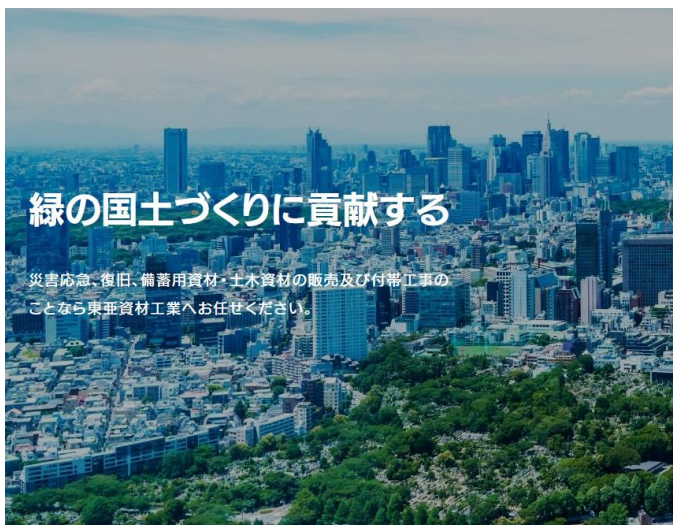 緑の国土づくりに貢献する
災害応急、復旧、備蓄用資材・土木資材の販売及び付帯工事の
ことなら東亜資材工業へお任せください。